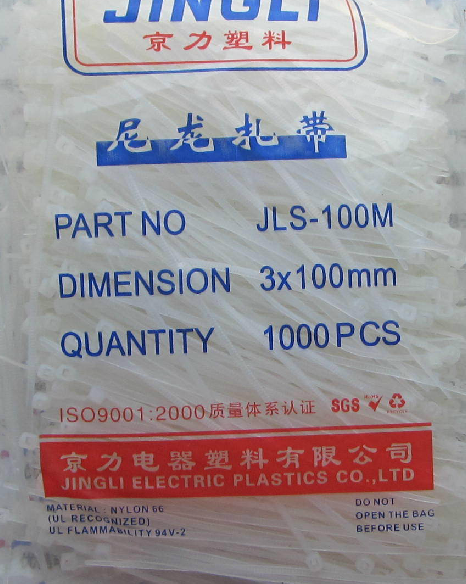 JINGLI
京力塑料
尼龙扎带
PART NO JLS-100M
DIMENSION 3x100mm
QUANTITY 1000PCS
ISO9001:2000质量体系认证 SGS
京力电器塑料有限公司
JINGLI ELECTRIC PLASTICS CO.,LTD
MATERIAL : NYLON 66
(UL RECOGNIZED)
UL FLAMMABILITY 94V-2
DO NOT
OPEN THE BAG
BEFORE USE